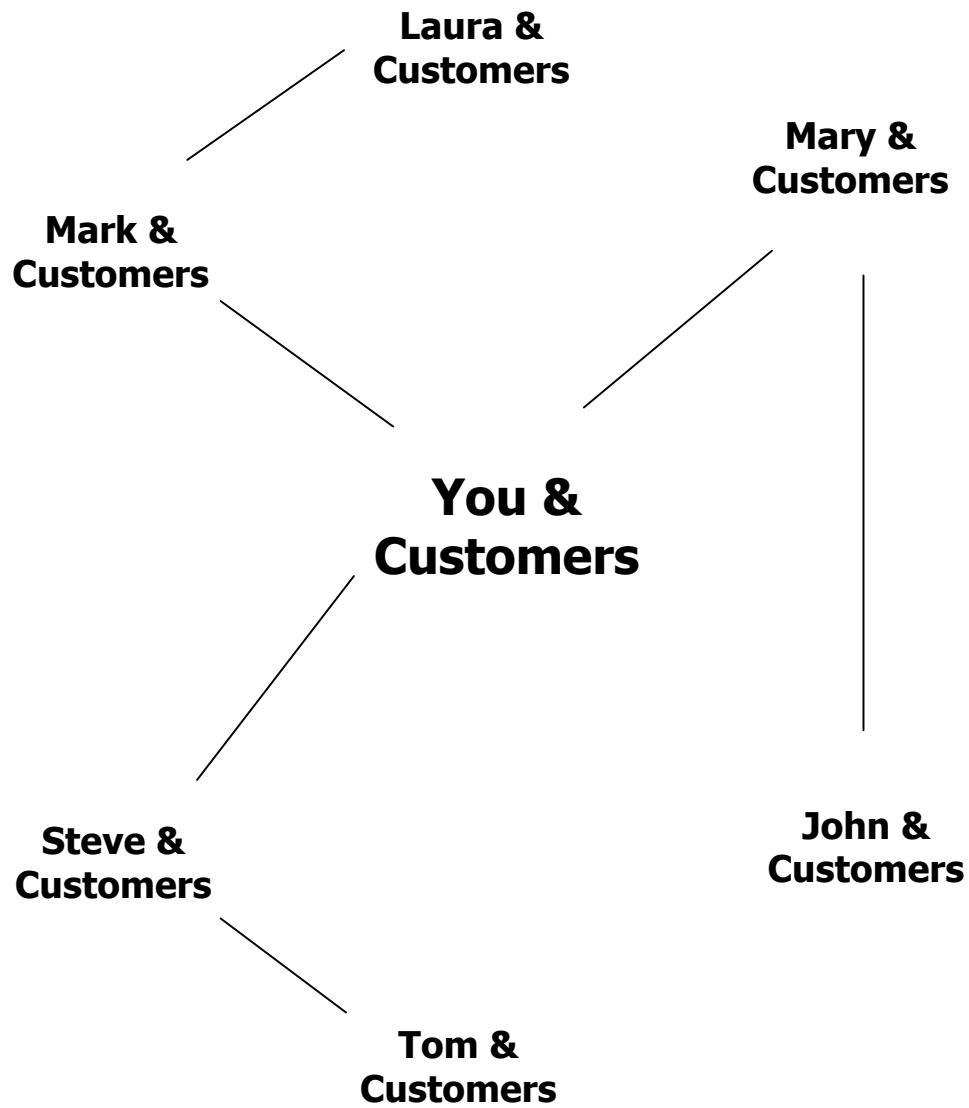 Laura &
Customers
Mary &
Customers
Mark &
Customers
You &
Customers
Steve &
Customers
John &
Customers
Tom &
Customers